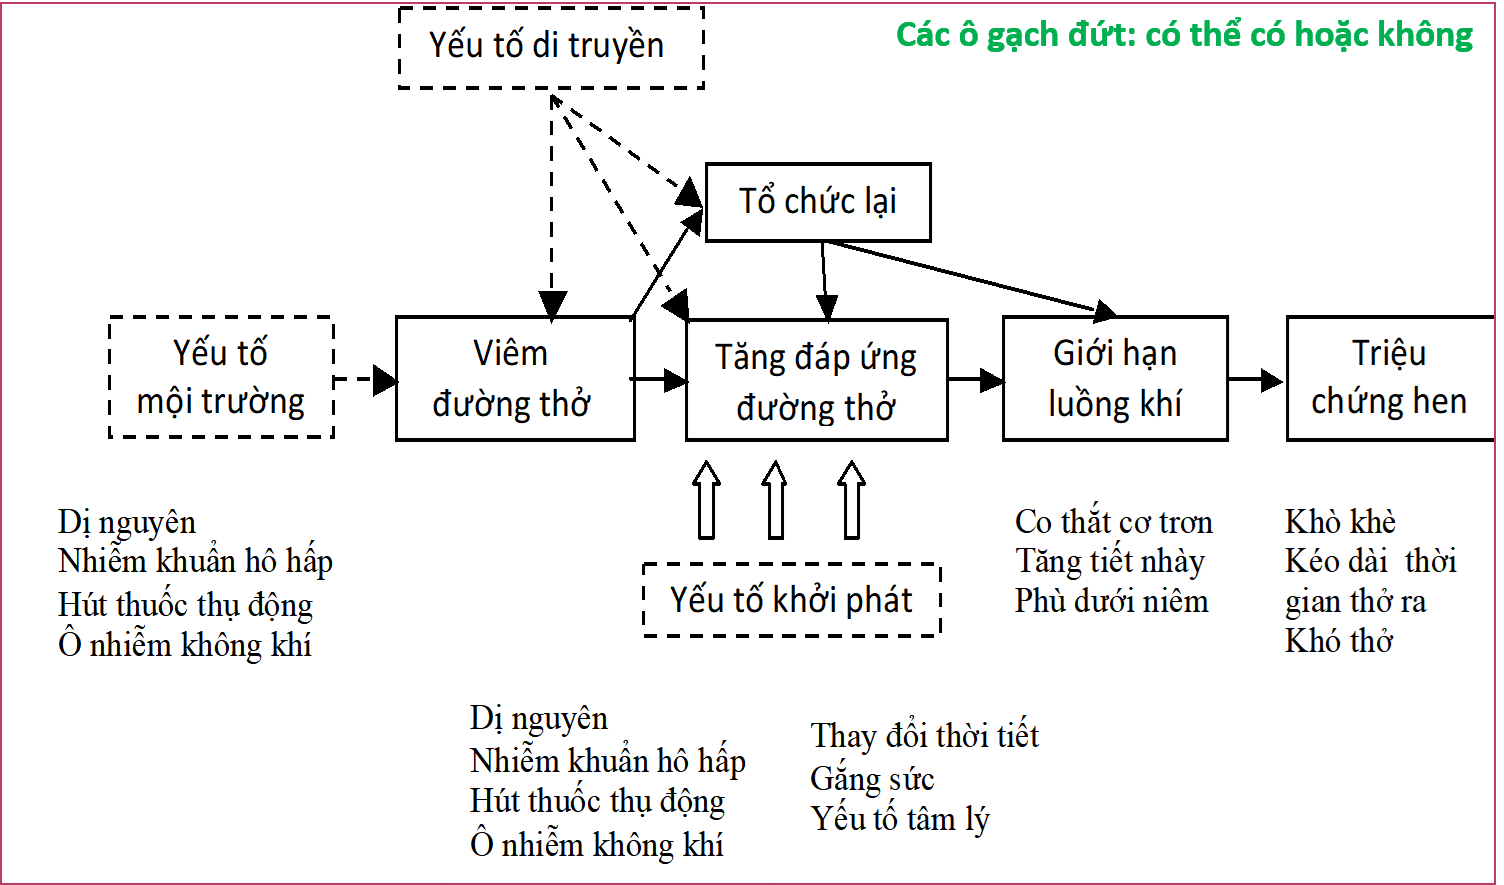 Các ô gạch đứt: có thể có hoặc không
Yếu tố di truyền
Tổ chức lại
Yếu tố
mội trường
Viêm
đường thở
Tăng đáp ứng
đường thở
Giới hạn
luồng khí
Triệu
chứng hen
Dị nguyên
Nhiễm khuẩn hô hấp
Hút thuốc thụ động
Ô nhiễm không khí
Yếu tố khởi phát
Co thắt cơ trơn
Tăng tiết nhày
Phù dưới niêm
Khò khè
Kéo dài thời
gian thở ra
Khó thở
Dị nguyên
Nhiễm khuẩn hô hấp
Hút thuốc thụ động
Ô nhiễm không khí
Thay đổi thời tiết
Gắng sức
Yếu tố tâm lý